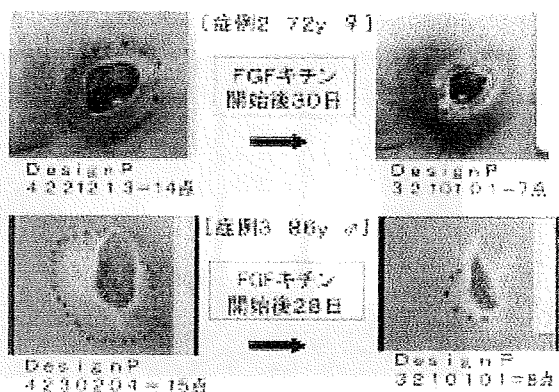 [症例2 72y ♀]
FGFキチン
開始後30日
DesignP
4221213-14点
DesignP
3210101-7点
[症例3 86y ♂]
FGFキチン
開始後28日
DesignP
4230204=15点
DesignP
3210101=8点